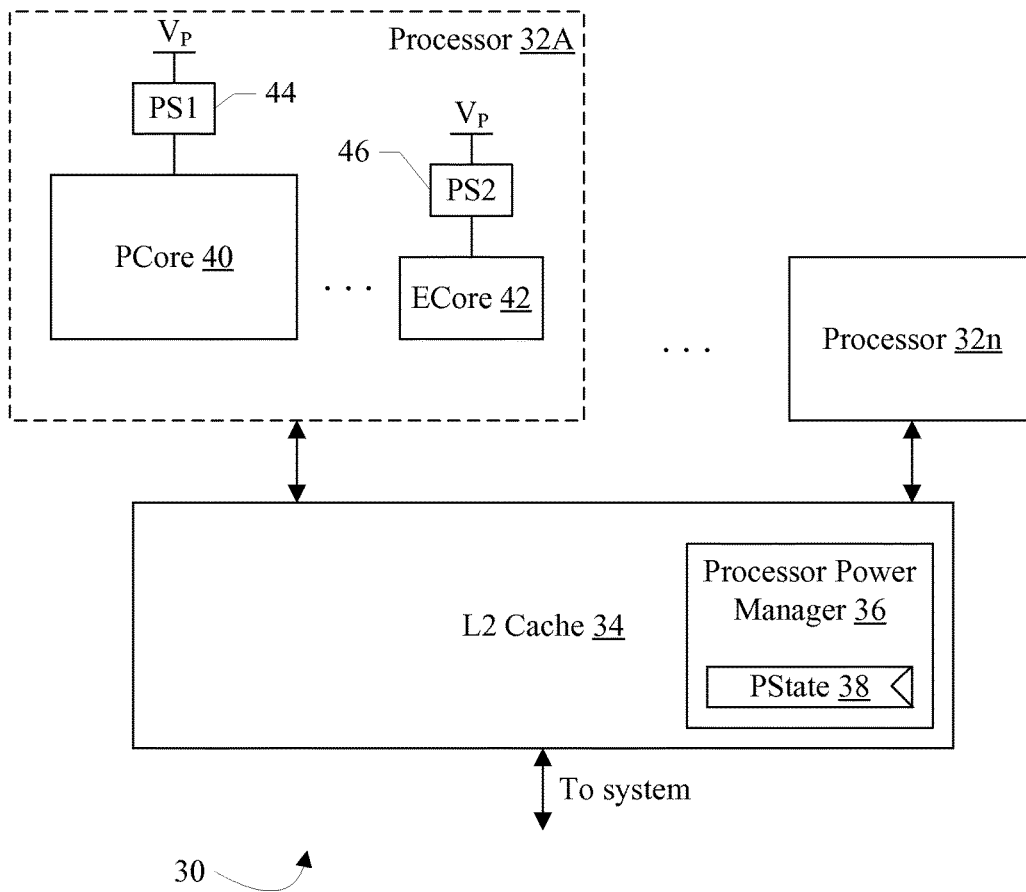 V_P
Processor 32A
PS1
44
V_P
46
PS2
PCore 40
. . .
ECore 42
. . .
Processor 32n
Processor Power
Manager 36
L2 Cache 34
PState 38
To system
30